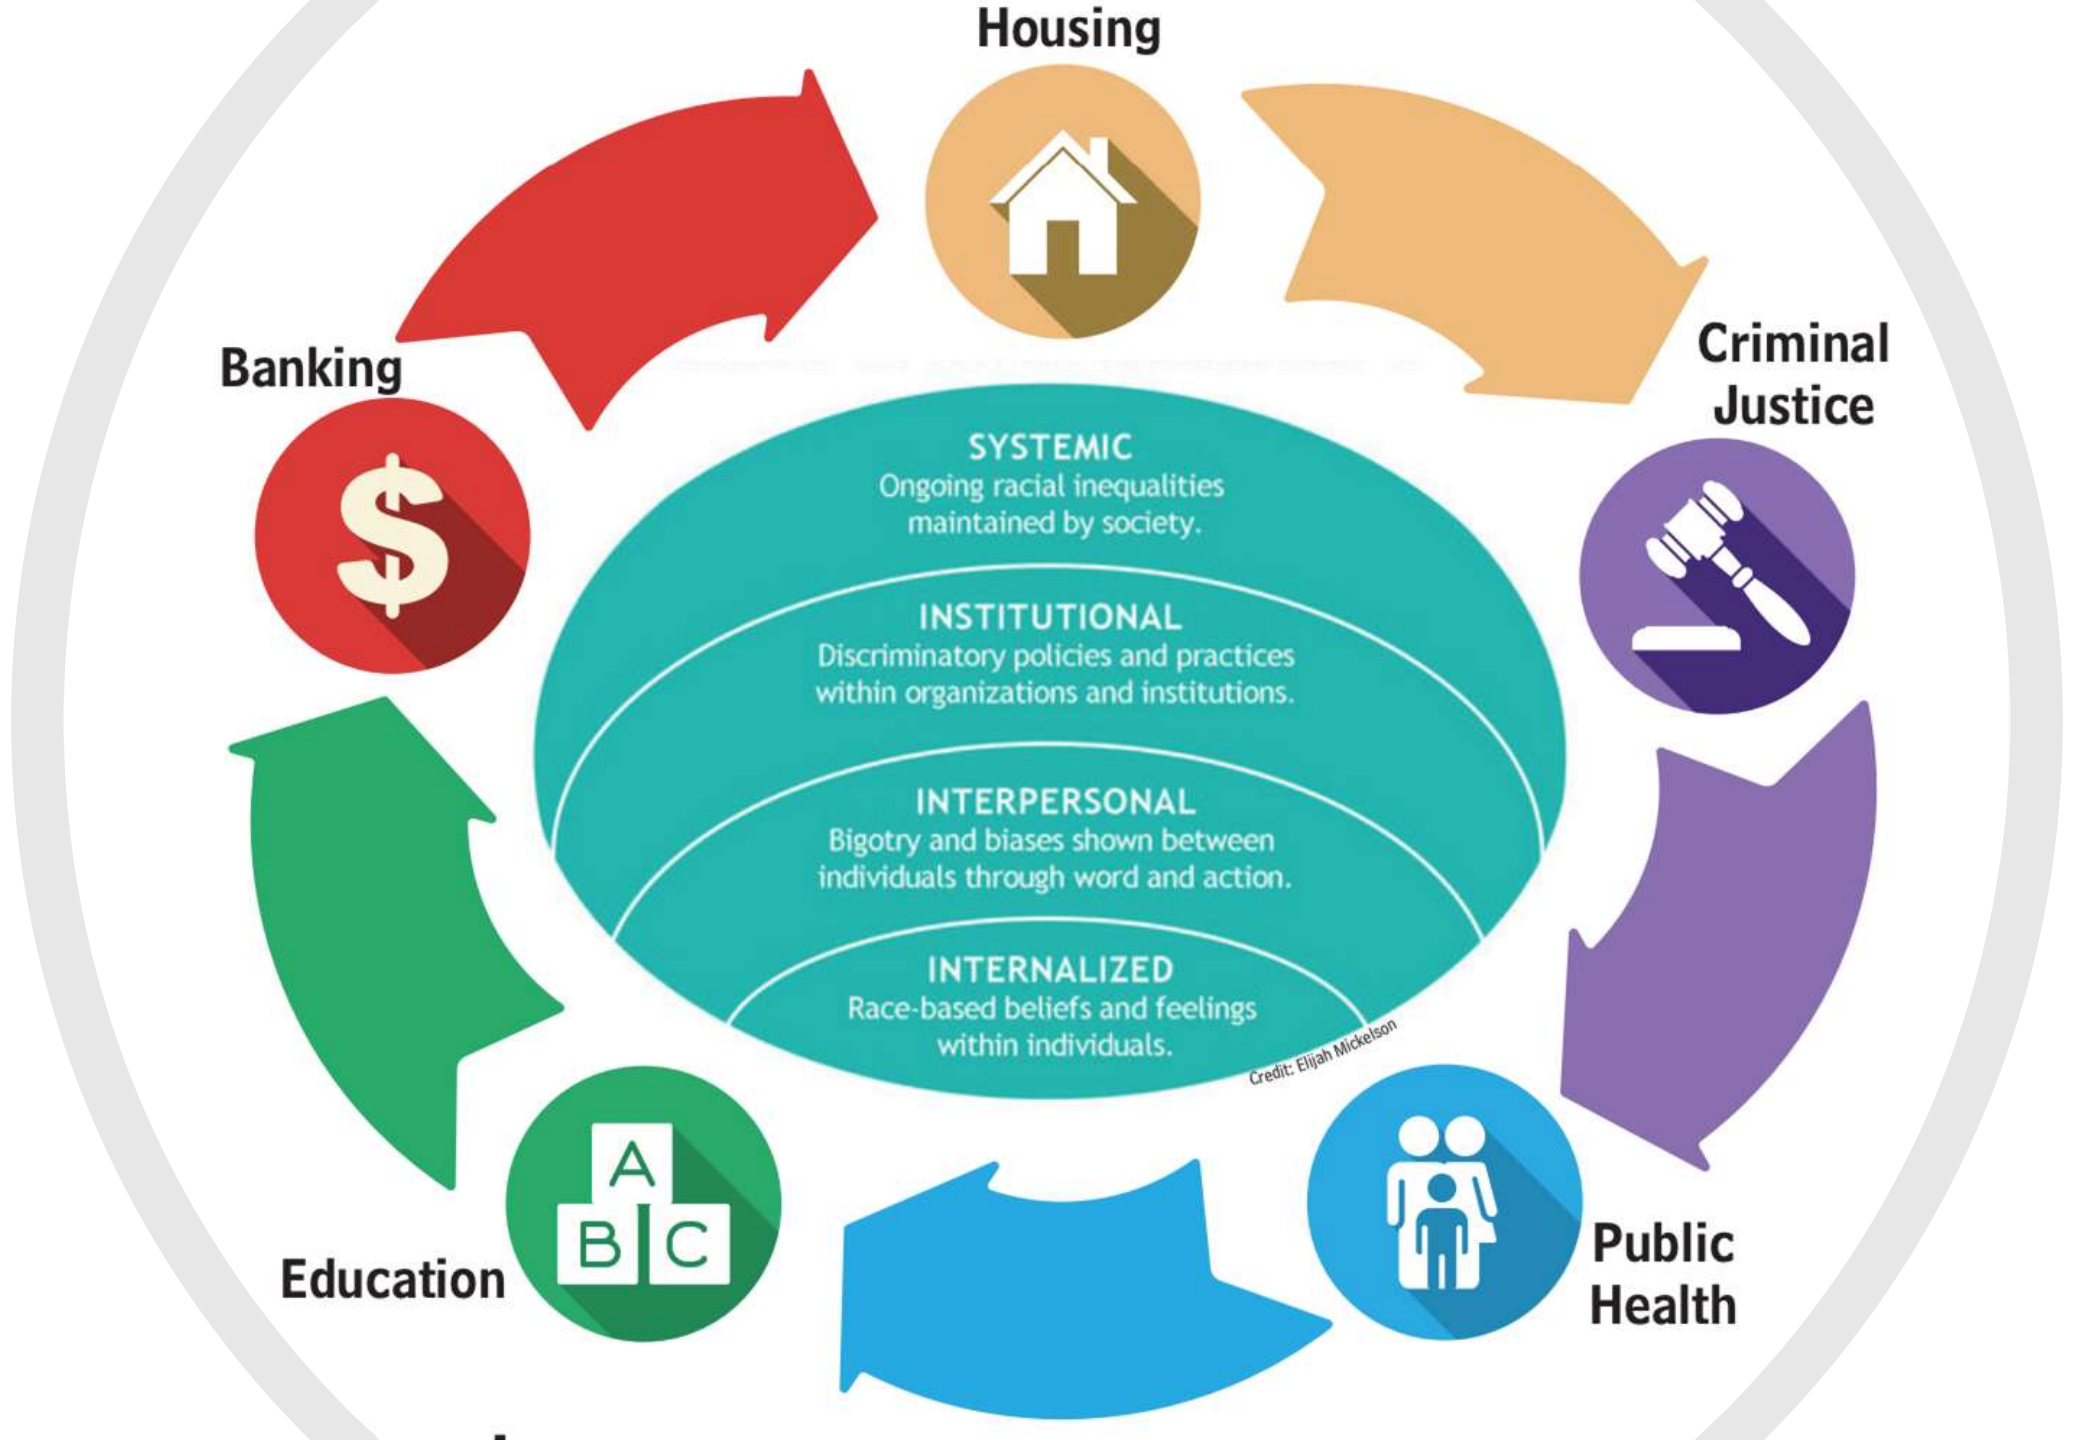 Housing
Banking
Criminal
Justice
$
SYSTEMIC
Ongoing racial inequalities
maintained by society.
INSTITUTIONAL
Discriminatory policies and practices
within organizations and institutions.
INTERPERSONAL
Bigotry and biases shown between
individuals through word and action.
INTERNALIZED
Race-based beliefs and feelings
within individuals.
Credit: Elijah Mickelson
A
B C
Education
Public
Health